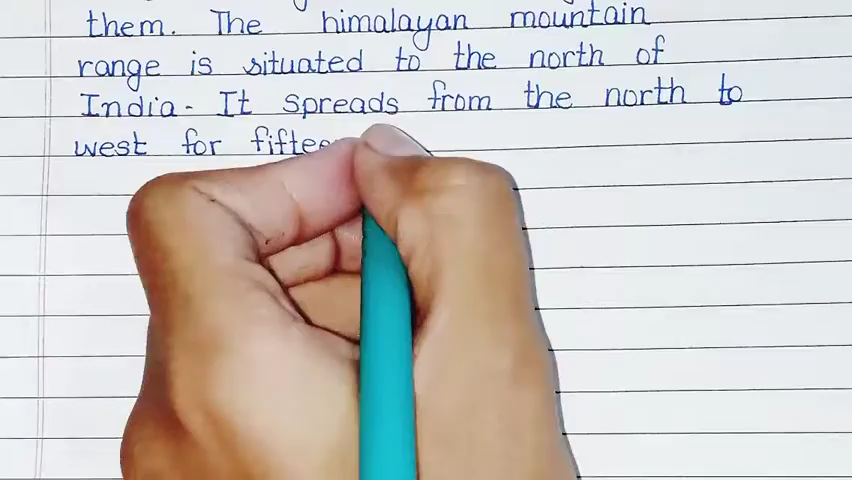 them. The himalayan mountain
range is situated to the north of
India. It spreads from the north to
west for